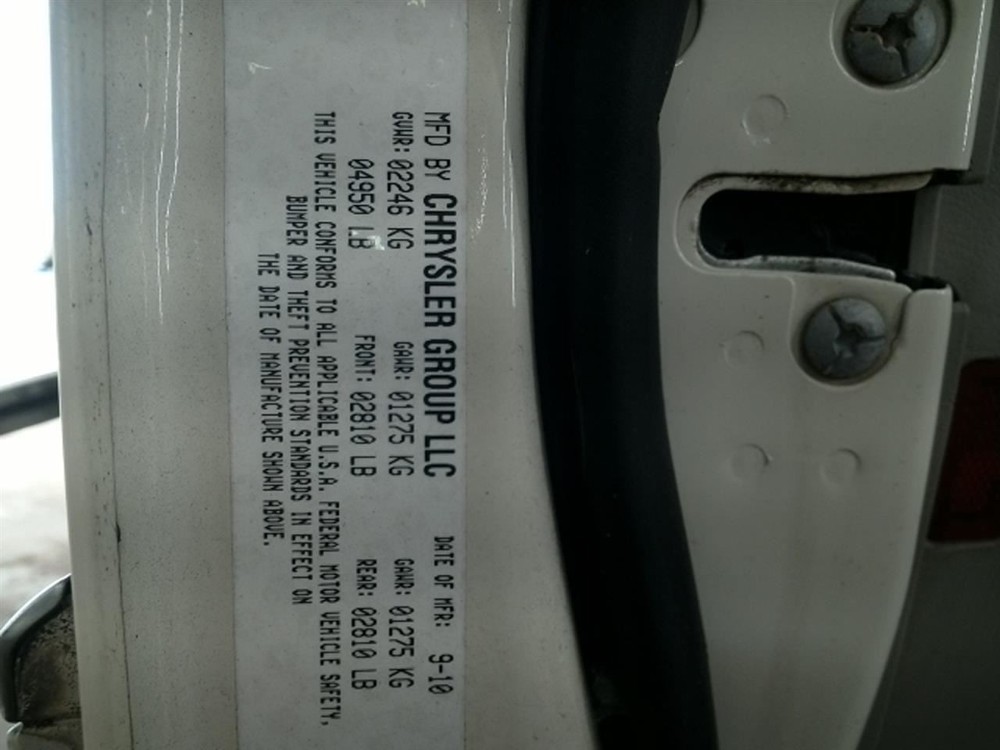 MFD BY CHRYSLER GROUP LLC DATE OF MFR: 9-10
GVWR: 02246 KG GAWR: 01275 KG GAWR: 01275 KG
04950 LB FRONT: 02810 LB REAR: 02810 LB
THIS VEHICLE CONFORMS TO ALL APPLICABLE U.S.A. FEDERAL MOTOR VEHICLE SAFETY,
BUMPER AND THEFT PREVENTION STANDARDS IN EFFECT ON
THE DATE OF MANUFACTURE SHOWN ABOVE.